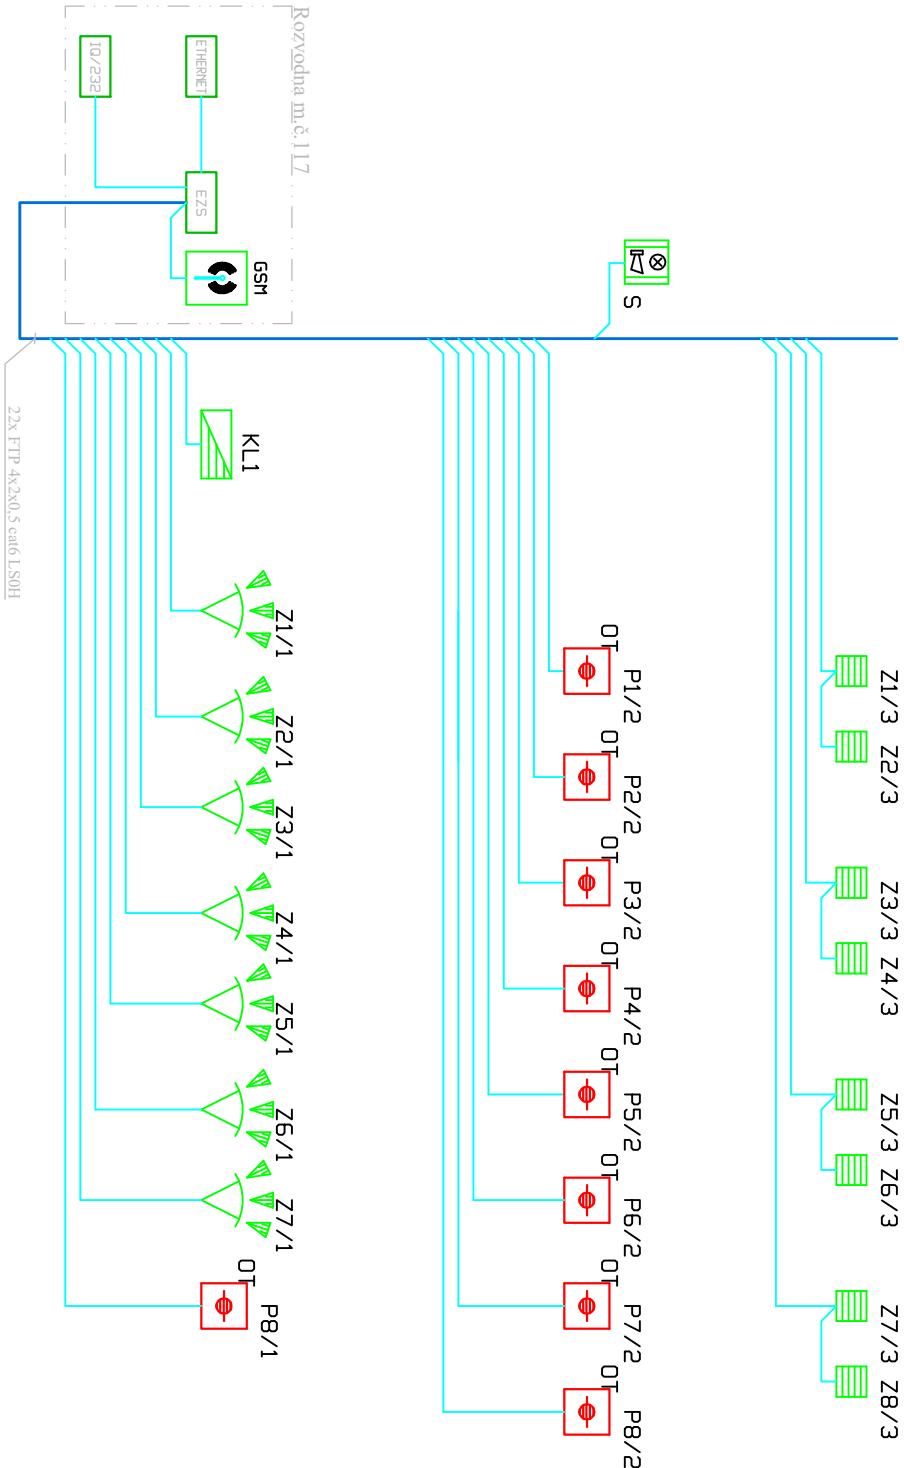 Rozvodna m.č.117
IQ/232
ETHERNET
EZS
GSM
S
22x FTP 4x2x0,5 cat6 LS0H
KL1
Z1/1
Z2/1
Z3/1
Z4/1
Z5/1
Z6/1
Z7/1
OT
P8/1
OT
P1/2
OT
P2/2
OT
P3/2
OT
P4/2
OT
P5/2
OT
P6/2
OT
P7/2
OT
P8/2
Z1/3
Z2/3
Z3/3
Z4/3
Z5/3
Z6/3
Z7/3
Z8/3